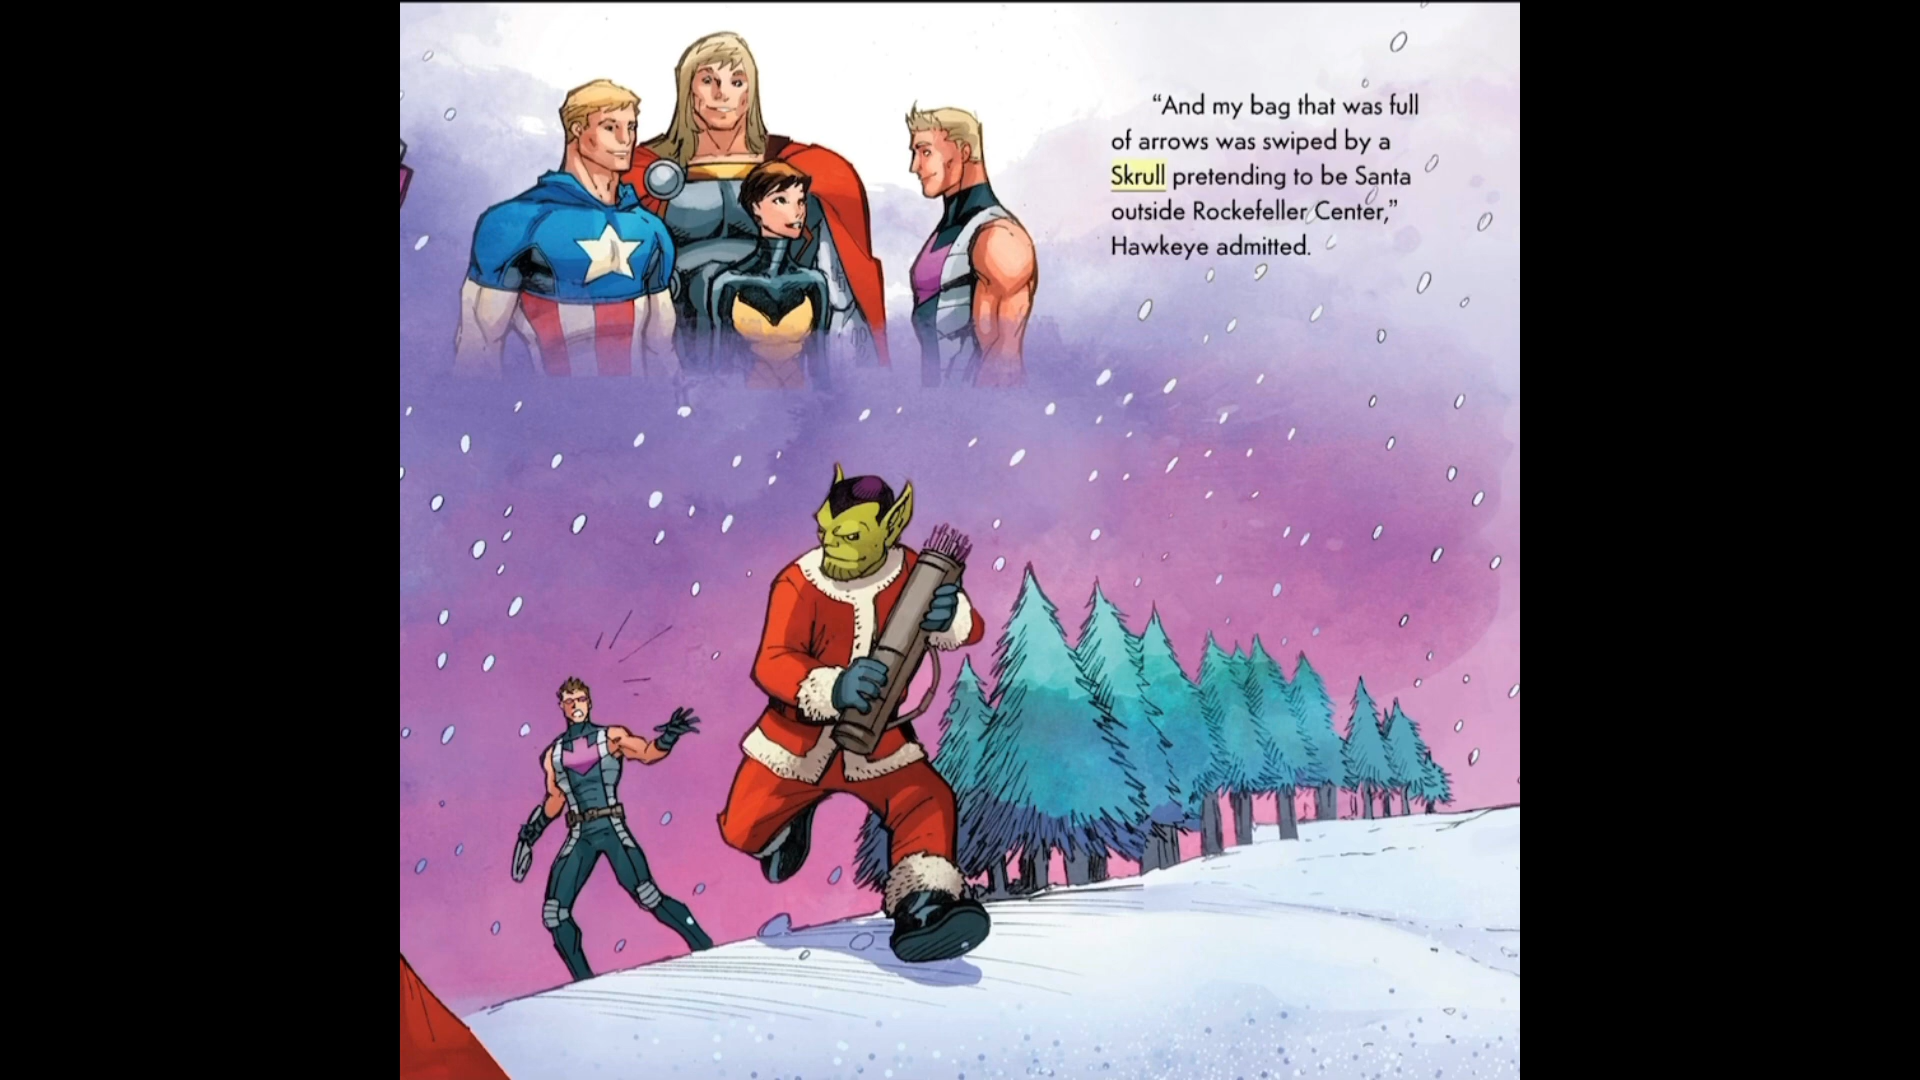 “And my bag that was full
of arrows was swiped by a
Skrull pretending to be Santa
outside Rockefeller Center,”
Hawkeye admitted.